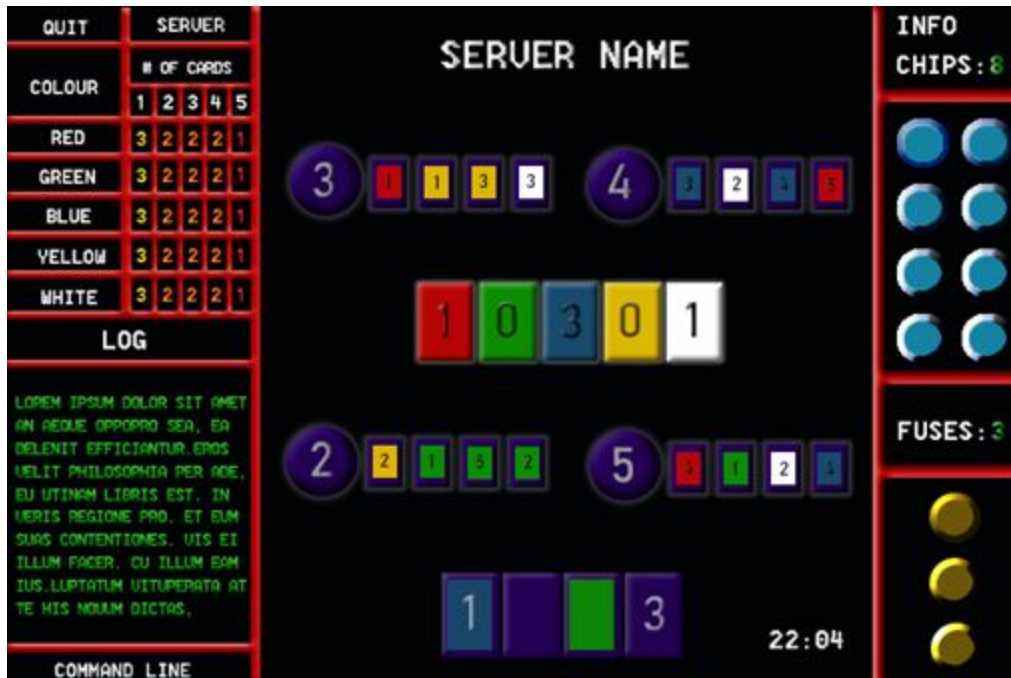 QUIT SERVER
COLOUR
# OF CARDS
1 2 3 4 5
RED 3 2 2 2 1
GREEN 3 2 2 2 1
BLUE 3 2 2 2 1
YELLOW 3 2 2 2 1
WHITE 3 2 2 2 1
LOG
LOREM IPSUM DOLOR SIT AMET
AN AEQUE OPPOPRO SEA, EA
DELENIT EFFICIANTUR.EROS
VELIT PHILOSOPHIA PER ADE,
EU UTINAM LIBRIS EST. IN
VERIS REGIONE PRO, ET EUM
SUAS CONTENTIONES. VIS EI
ILLUM FACER, CU ILLUM EAM
IUS.LUPTATUM VITUPERATA AT
TE HIS NOVUM DICTAS,
COMMAND LINE
SERVER NAME
3 1 1 3 3
4 3 2 4
1 0 3 0 1
2 2 1 2
5 1 2 4
1 3
22:04
INFO
CHIPS:8
FUSES:3